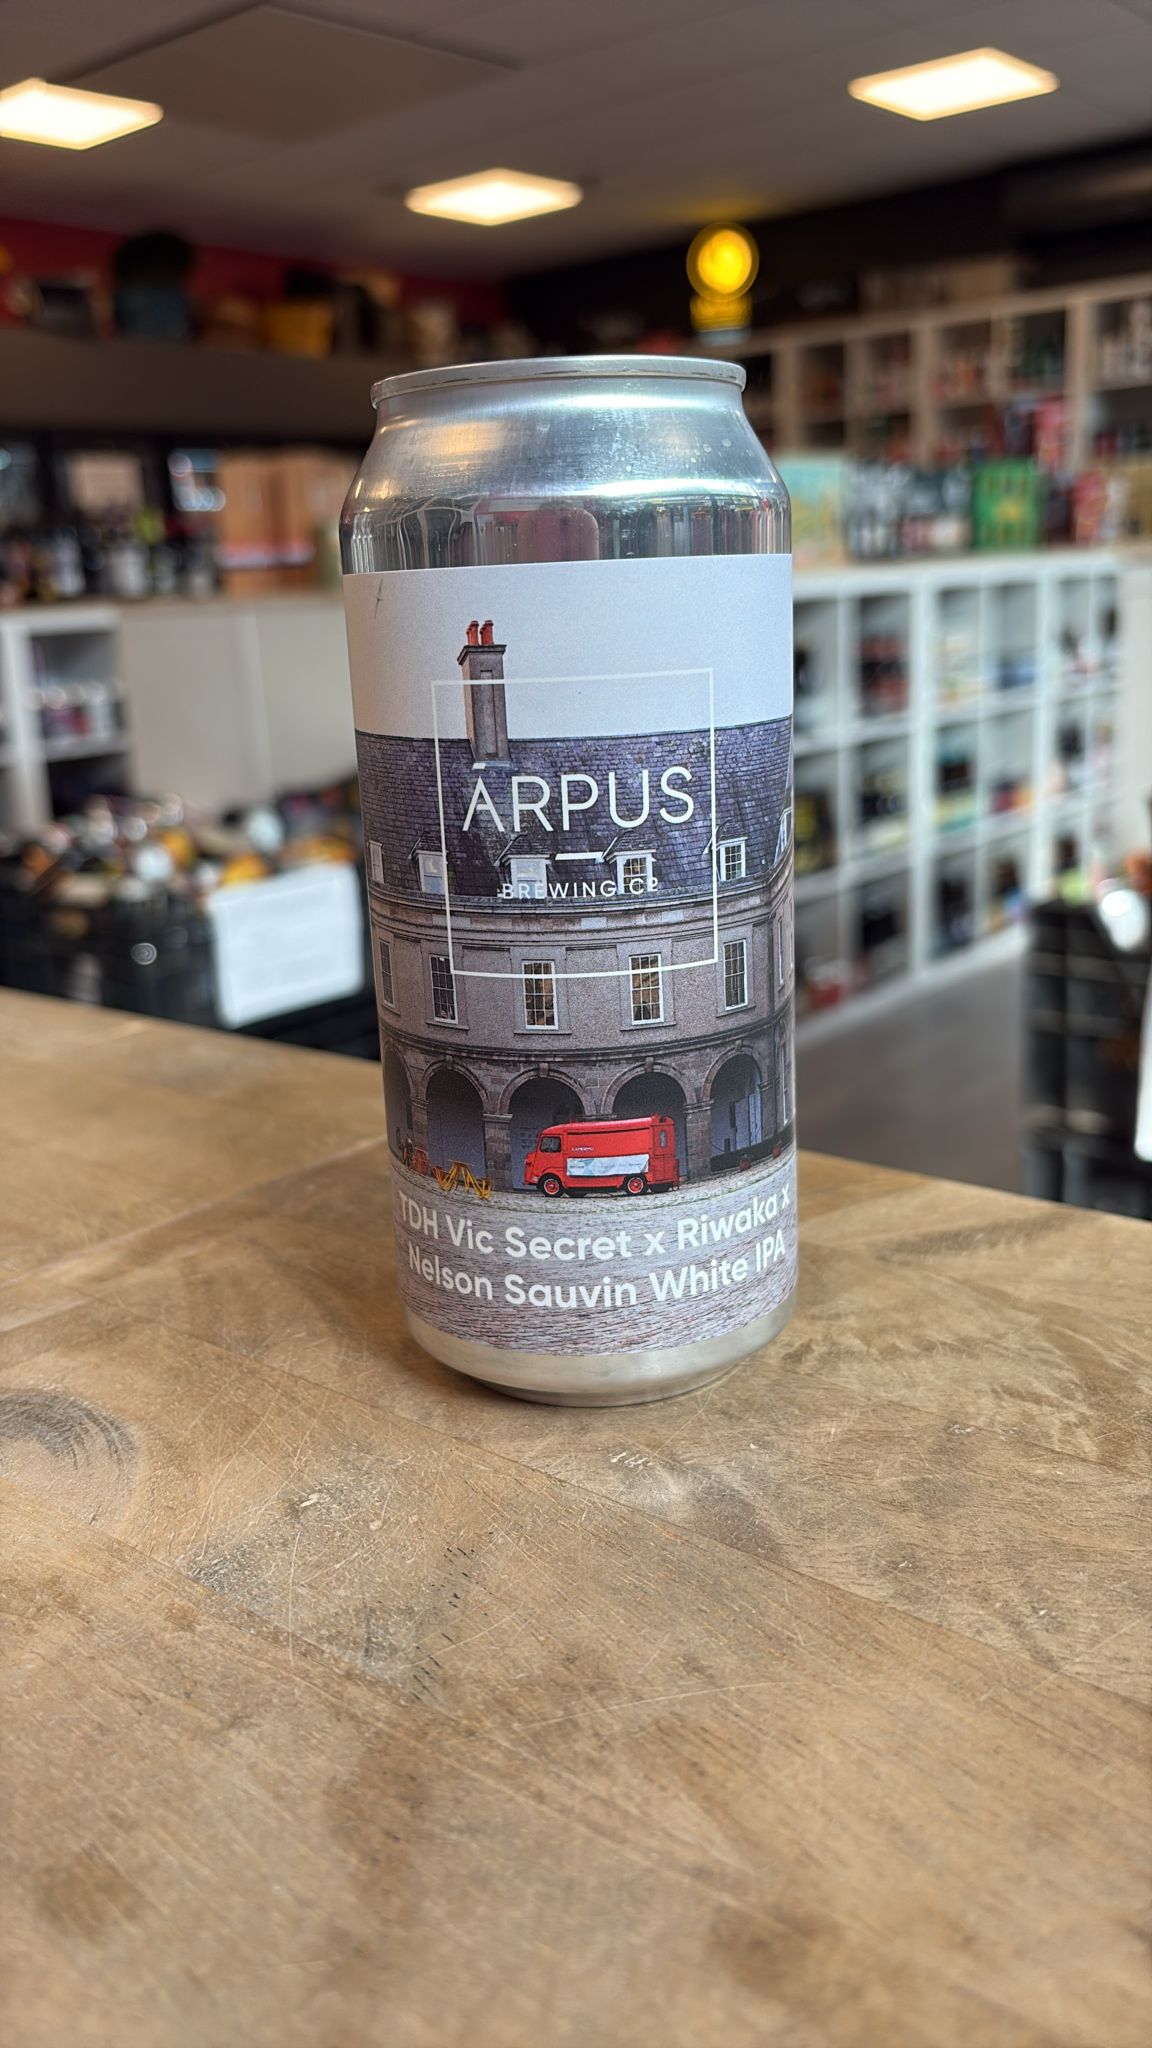 ĀRPUS
BREWING Cº
TDH Vic Secret x Riwaka x
Nelson Sauvin White IPA